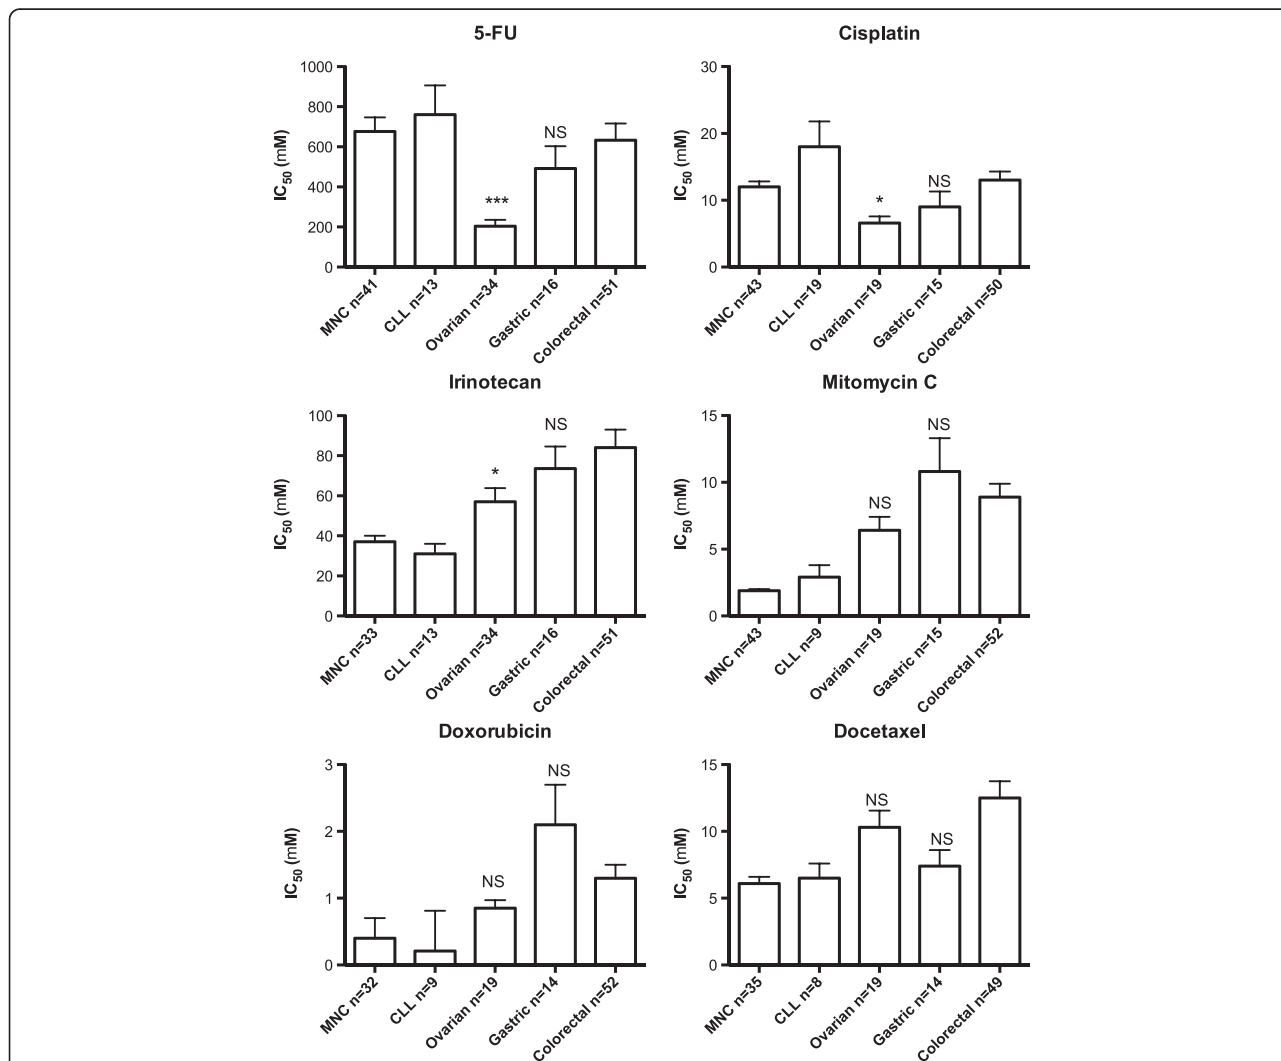 5-FU
1000
800
600
400
200
0
IC50 (mM)
***
NS
MNC n=41
CLL n=13
Ovarian n=34
Gastric n=16
Colorectal n=51
Cisplatin
30
20
10
0
IC50 (mM)
*
NS
MNC n=43
CLL n=19
Ovarian n=19
Gastric n=15
Colorectal n=50
Irinotecan
100
80
60
40
20
0
IC50 (mM)
*
NS
MNC n=33
CLL n=13
Ovarian n=34
Gastric n=16
Colorectal n=51
Mitomycin C
15
10
5
0
IC50 (mM)
NS
NS
MNC n=43
CLL n=9
Ovarian n=19
Gastric n=15
Colorectal n=52
Doxorubicin
3
2
1
0
IC50 (mM)
NS
NS
MNC n=32
CLL n=9
Ovarian n=19
Gastric n=14
Colorectal n=52
Docetaxel
15
10
5
0
IC50 (mM)
NS
NS
MNC n=35
CLL n=8
Ovarian n=19
Gastric n=14
Colorectal n=49